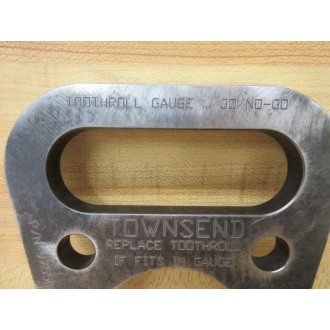 TOOTHROLL GAUGE GO/NO-GO
TOWNSEND
REPLACE TOOTHROLL
IF FITS IN GAUGE
P/N